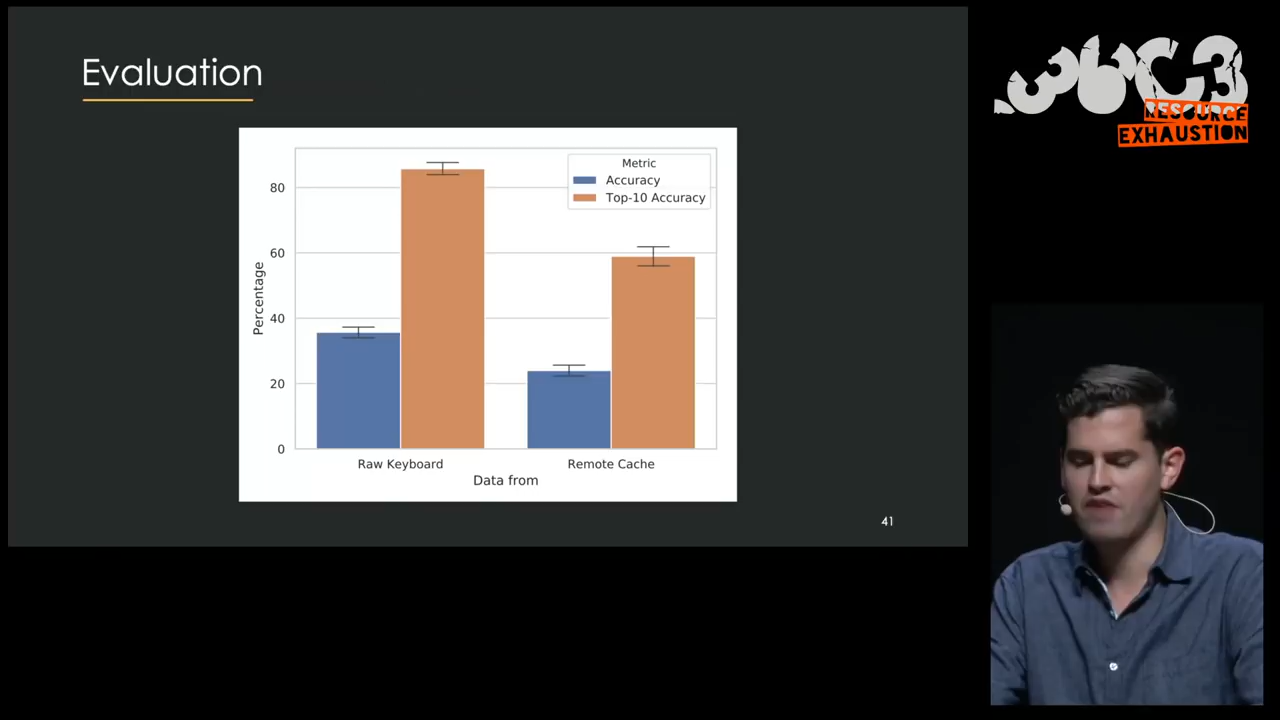 Evaluation
Metric
Accuracy
Top-10 Accuracy
80
60
40
20
0
Percentage
Raw Keyboard
Remote Cache
Data from
41
36C3
RESOURCE
EXHAUSTION